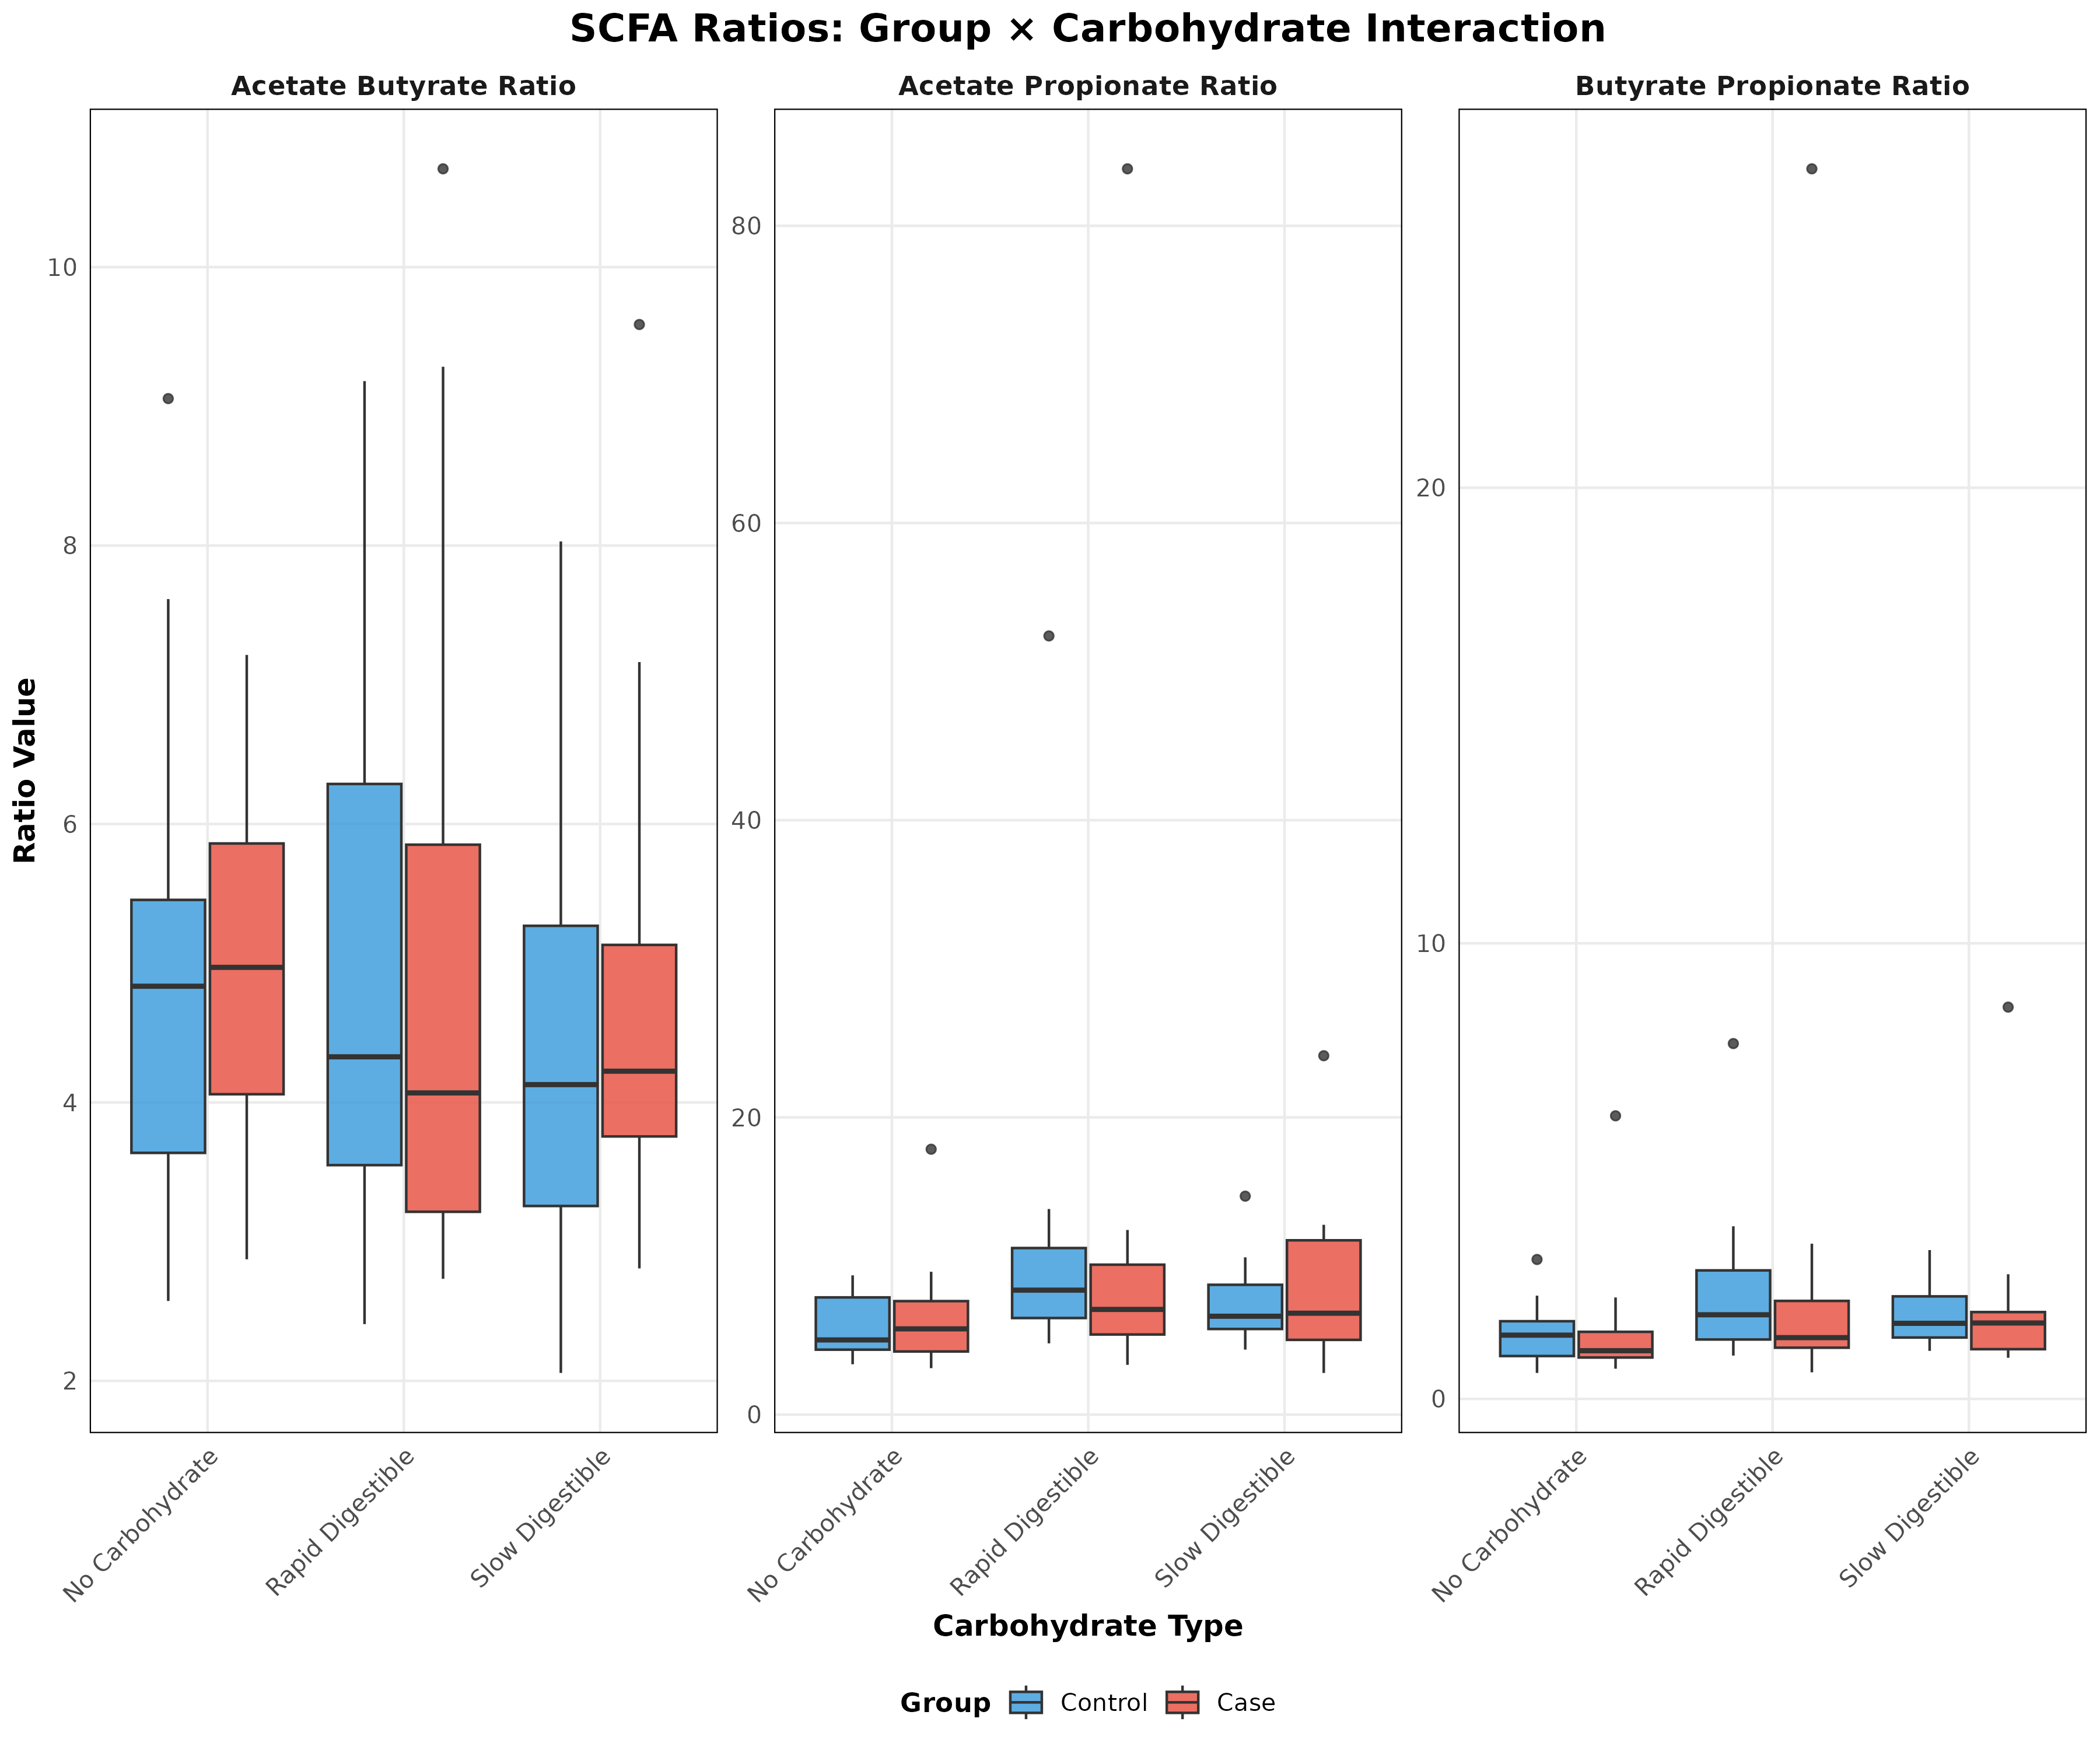 SCFA Ratios: Group × Carbohydrate Interaction
Acetate Butyrate Ratio
Acetate Propionate Ratio
Butyrate Propionate Ratio
Ratio Value
10
8
6
4
2
80
60
40
20
0
20
10
0
No Carbohydrate
Rapid Digestible
Slow Digestible
No Carbohydrate
Rapid Digestible
Slow Digestible
No Carbohydrate
Rapid Digestible
Slow Digestible
Carbohydrate Type
Group Control Case